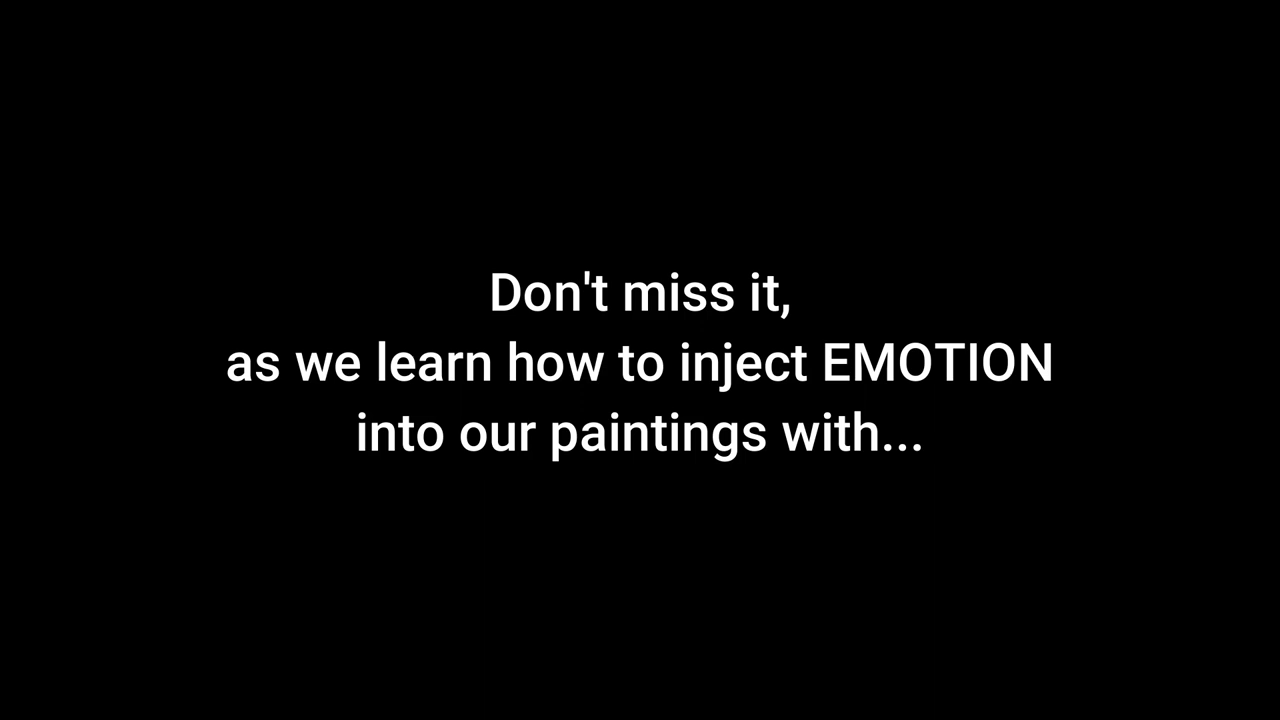 Don't miss it,
as we learn how to inject EMOTION
into our paintings with...